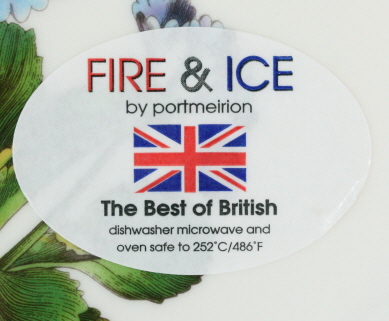 FIRE & ICE
by portmeirion
The Best of British
dishwasher microwave and
oven safe to 252°C/486°F